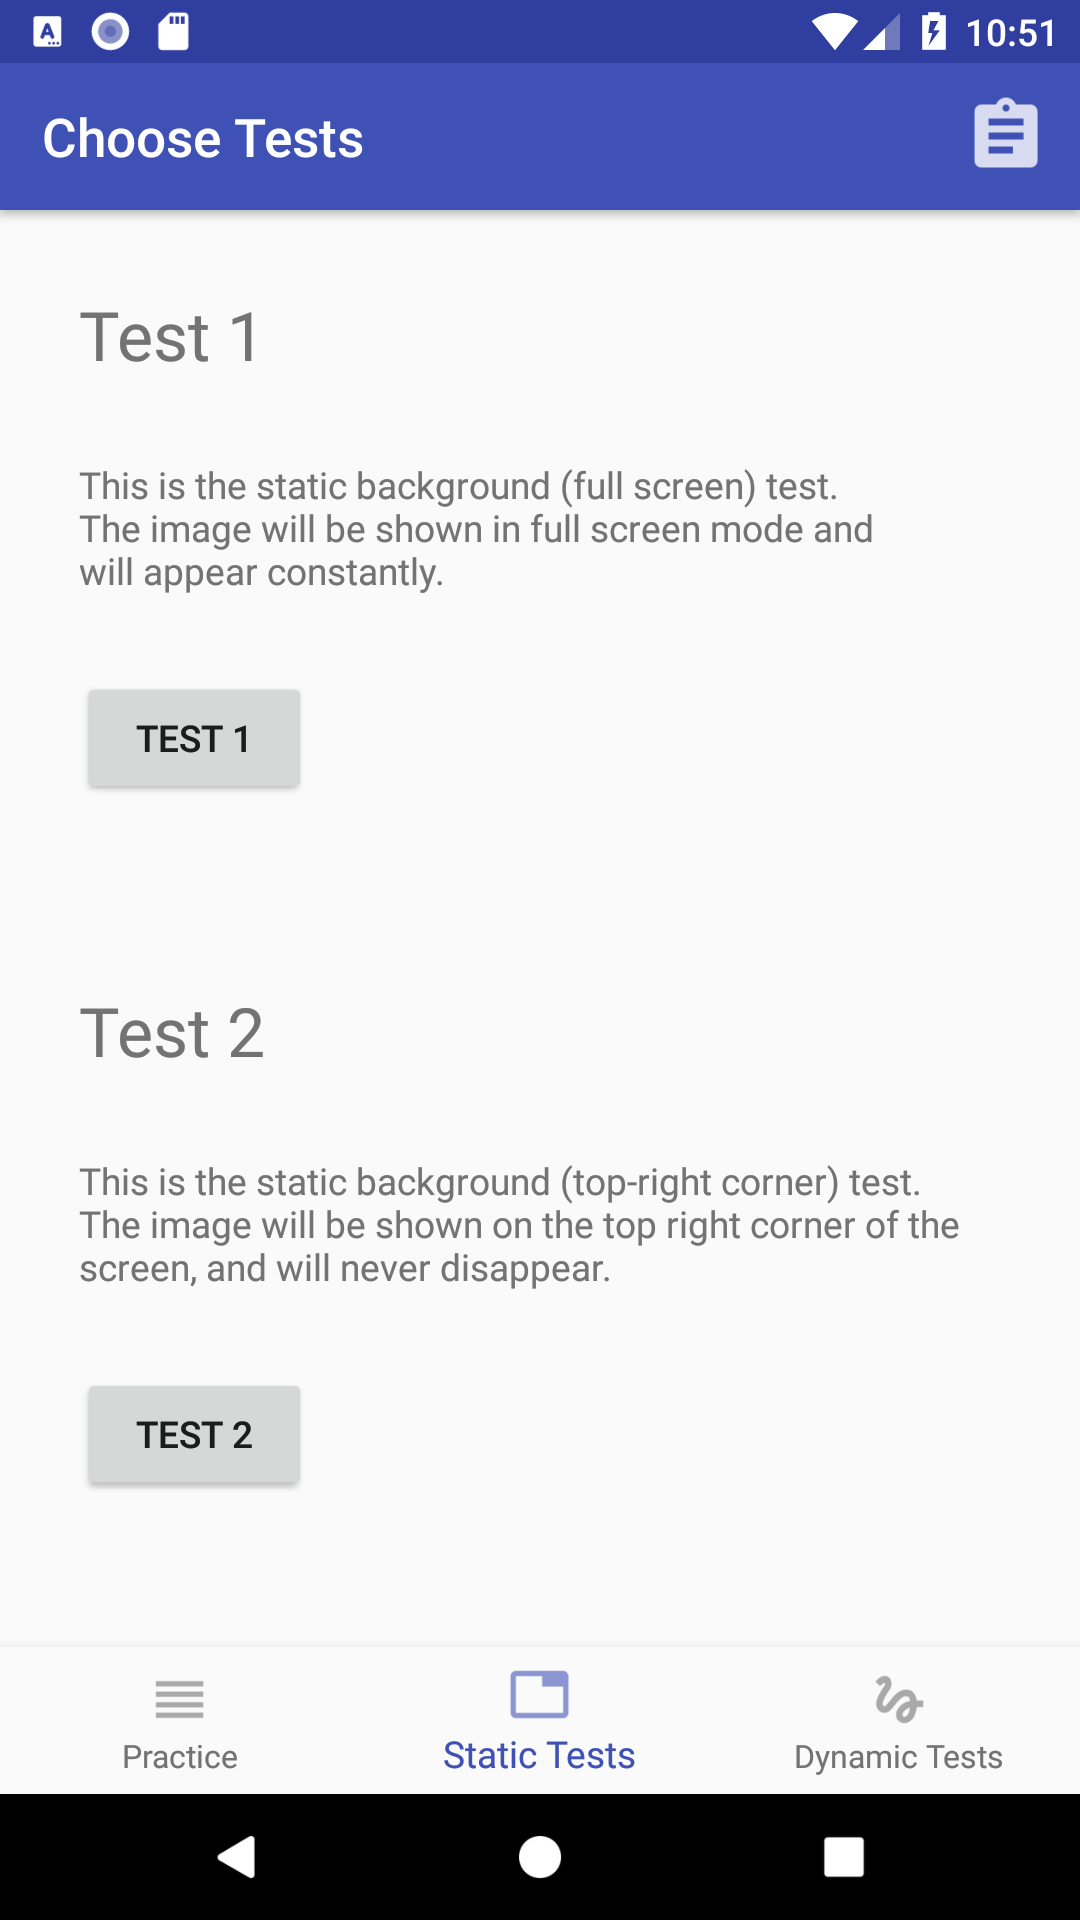 10:51
Choose Tests
Test 1
This is the static background (full screen) test.
The image will be shown in full screen mode and
will appear constantly.
TEST 1
Test 2
This is the static background (top-right corner) test.
The image will be shown on the top right corner of the
screen, and will never disappear.
TEST 2
Practice
Static Tests
Dynamic Tests